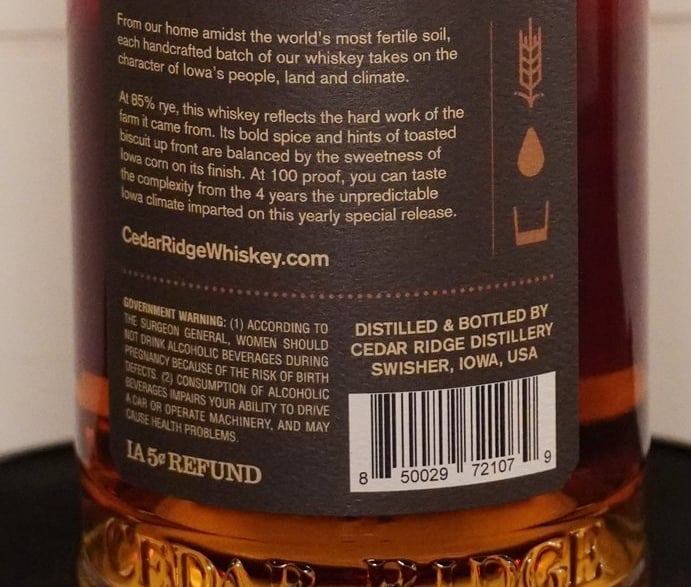 From our home amidst the world's most fertile soil,
each handcrafted batch of our whiskey takes on the
character of Iowa's people, land and climate.
At 85% rye, this whiskey reflects the hard work of the
farm it came from. Its bold spice and hints of toasted
biscuit up front are balanced by the sweetness of
Iowa corn on its finish. At 100 proof, you can taste
the complexity from the 4 years the unpredictable
Iowa climate imparted on this yearly special release.
CedarRidgeWhiskey.com
GOVERNMENT WARNING: (1) ACCORDING TO
THE SURGEON GENERAL, WOMEN SHOULD
NOT DRINK ALCOHOLIC BEVERAGES DURING
PREGNANCY BECAUSE OF THE RISK OF BIRTH
DEFECTS. (2) CONSUMPTION OF ALCOHOLIC
BEVERAGES IMPAIRS YOUR ABILITY TO DRIVE
A CAR OR OPERATE MACHINERY, AND MAY
CAUSE HEALTH PROBLEMS.
IA 5¢ REFUND
DISTILLED & BOTTLED BY
CEDAR RIDGE DISTILLERY
SWISHER, IOWA, USA
8 50029 72107 9
CEDAR RIDGE